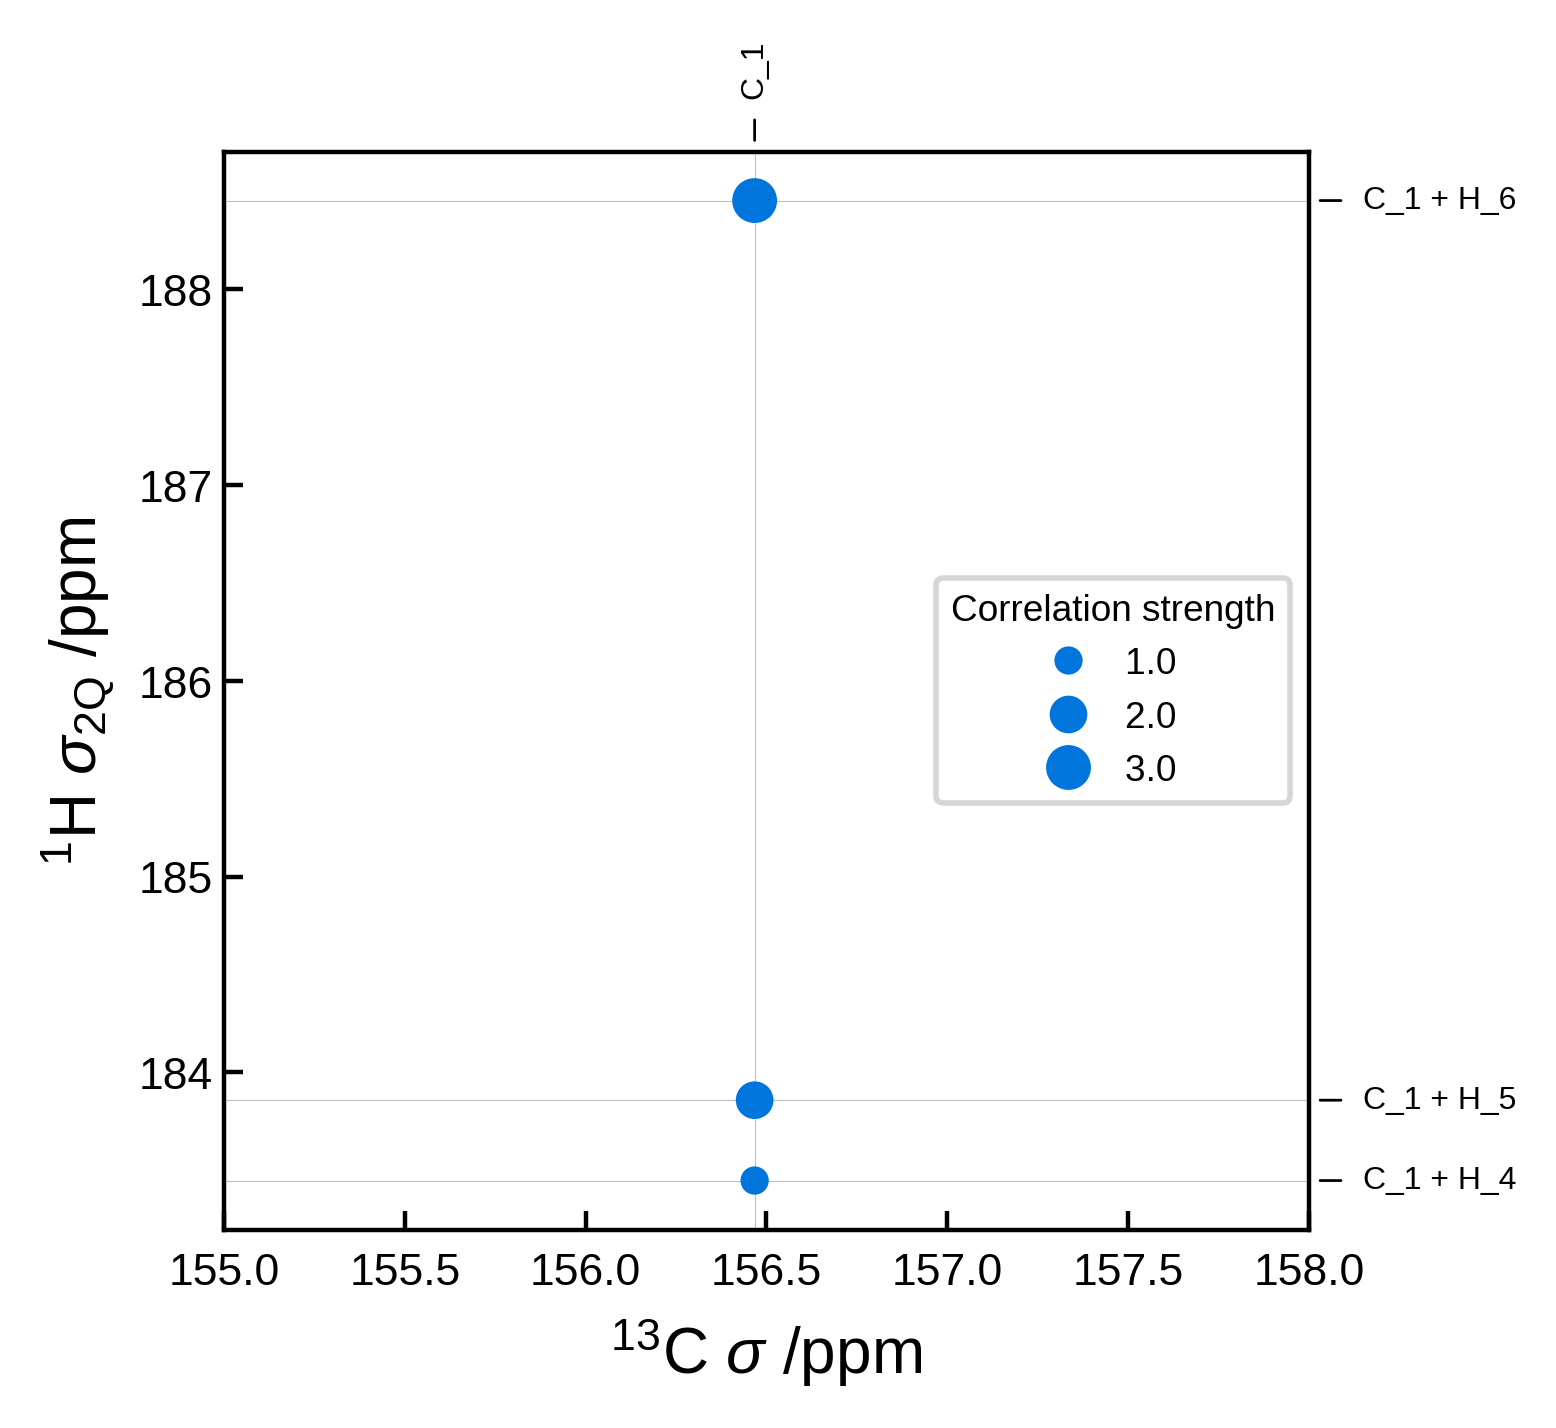 C_1
C_1 + H_6
188
187
186
185
184
¹H σ₂Q /ppm
Correlation strength
1.0
2.0
3.0
C_1 + H_5
C_1 + H_4
155.0 155.5 156.0 156.5 157.0 157.5 158.0
¹³C σ /ppm